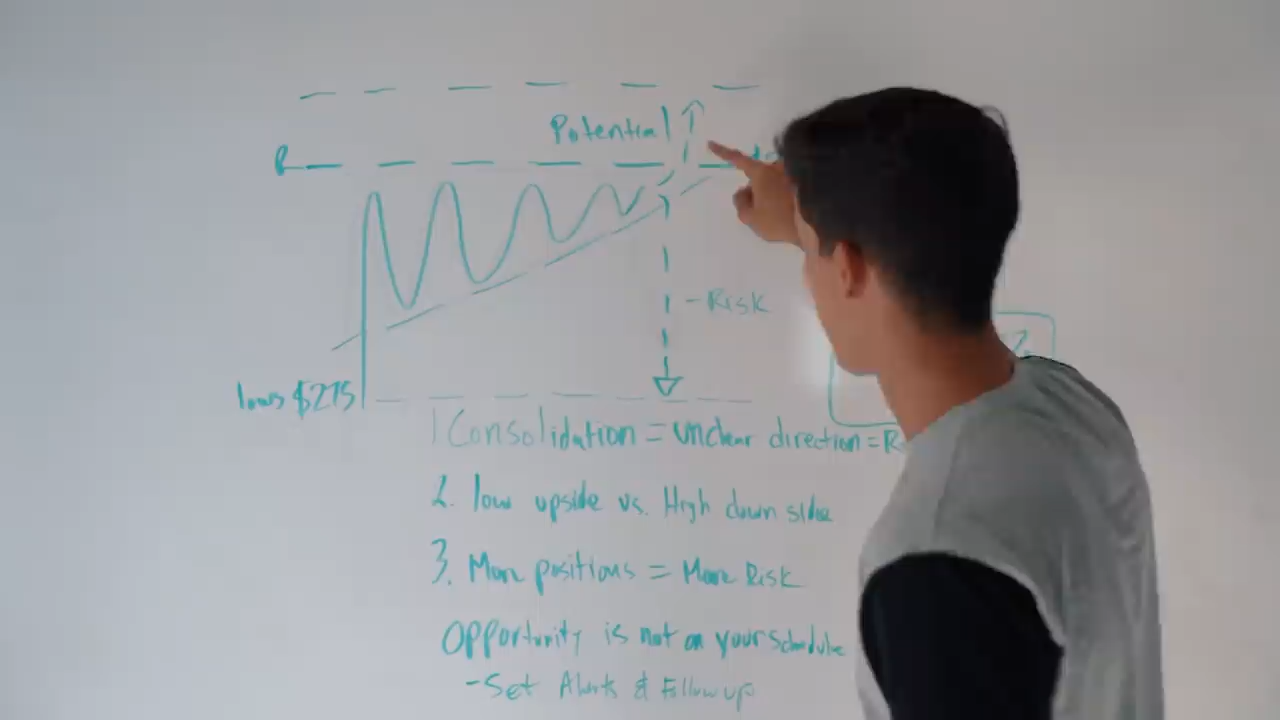 Potential
R
- Risk
lows $275
1 Consolidation = unclear direction = R
2. low upside vs. High down side
3. More positions = More Risk
Opportunity is not on your schedule
- Set Alerts & Follow up